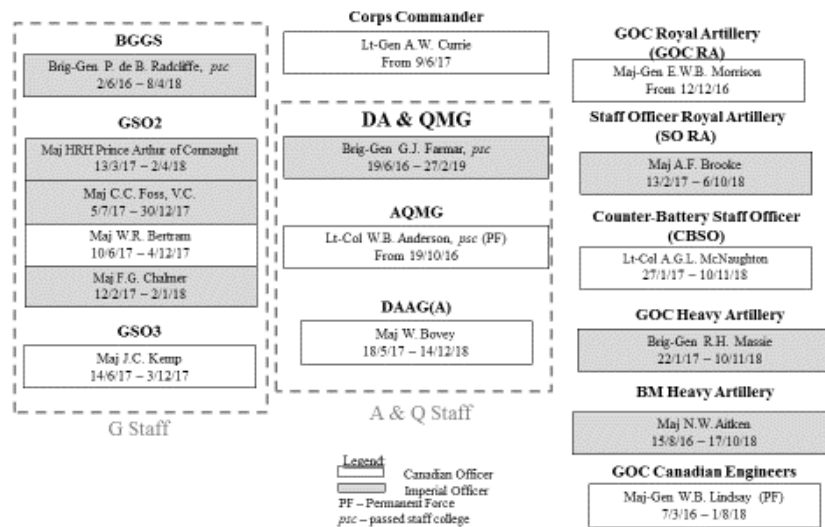 BGGS
Brig-Gen P. de B. Radcliffe, psc
2/6/16 – 8/4/18
GSO2
Maj HRH Prince Arthur of Connaught
13/3/17 – 2/4/18
Maj C.C. Foss, V.C.
5/7/17 – 30/12/17
Maj W.R. Bertram
10/6/17 – 4/12/17
Maj F.G. Chalmer
12/2/17 – 2/1/18
GSO3
Maj J.C. Kemp
14/6/17 – 3/12/17
G Staff
Corps Commander
Lt-Gen A.W. Currie
From 9/6/17
DA & QMG
Brig-Gen G.J. Farmar, psc
19/6/16 – 27/2/19
AQMG
Lt-Col W.B. Anderson, psc (PF)
From 19/10/16
DAAG(A)
Maj W. Bovey
18/5/17 – 14/12/18
A & Q Staff
Legend:
Canadian Officer
Imperial Officer
PF – Permanent Force
psc – passed staff college
GOC Royal Artillery
(GOC RA)
Maj-Gen E.W.B. Morrison
From 12/12/16
Staff Officer Royal Artillery
(SO RA)
Maj A.F. Brooke
13/2/17 – 6/10/18
Counter-Battery Staff Officer
(CBSO)
Lt-Col A.G.L. McNaughton
27/1/17 – 10/11/18
GOC Heavy Artillery
Brig-Gen R.H. Massie
22/1/17 – 10/11/18
BM Heavy Artillery
Maj N.W. Aitken
15/8/16 – 17/10/18
GOC Canadian Engineers
Maj-Gen W.B. Lindsay (PF)
7/3/16 – 1/8/18